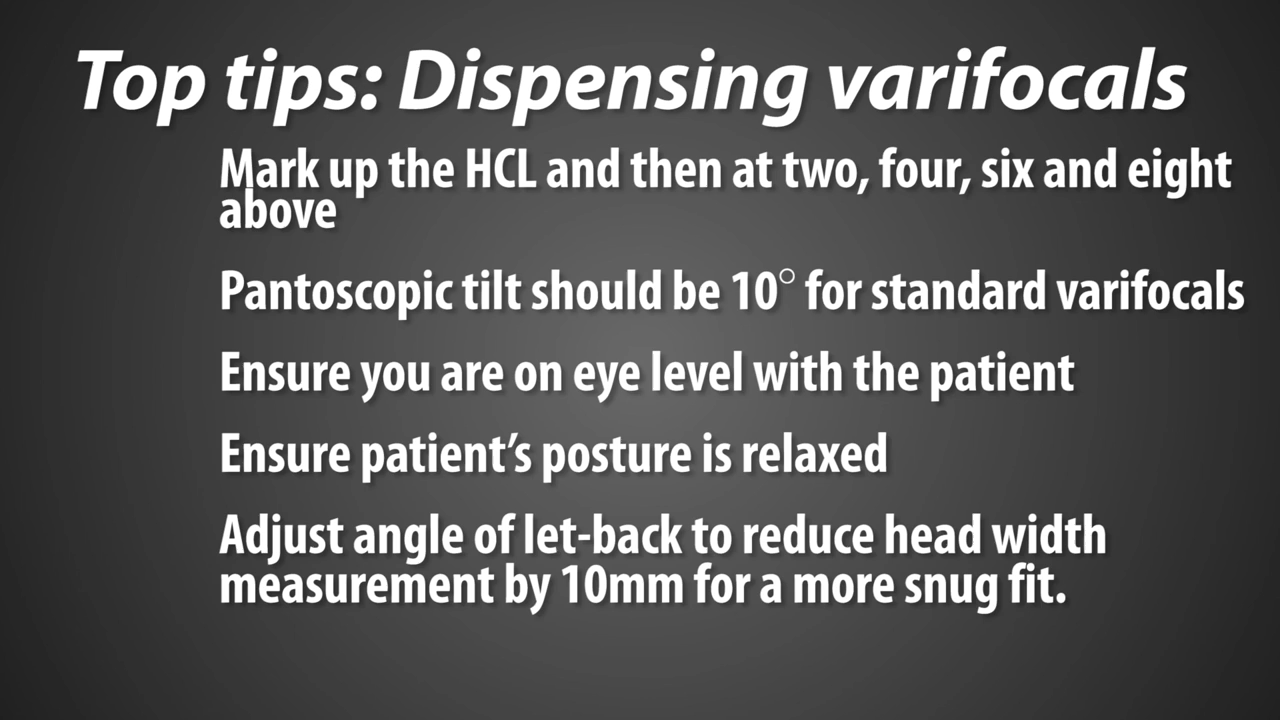 Top tips: Dispensing varifocals
Mark up the HCL and then at two, four, six and eight
above
Pantoscopic tilt should be 10° for standard varifocals
Ensure you are on eye level with the patient
Ensure patient’s posture is relaxed
Adjust angle of let-back to reduce head width
measurement by 10mm for a more snug fit.